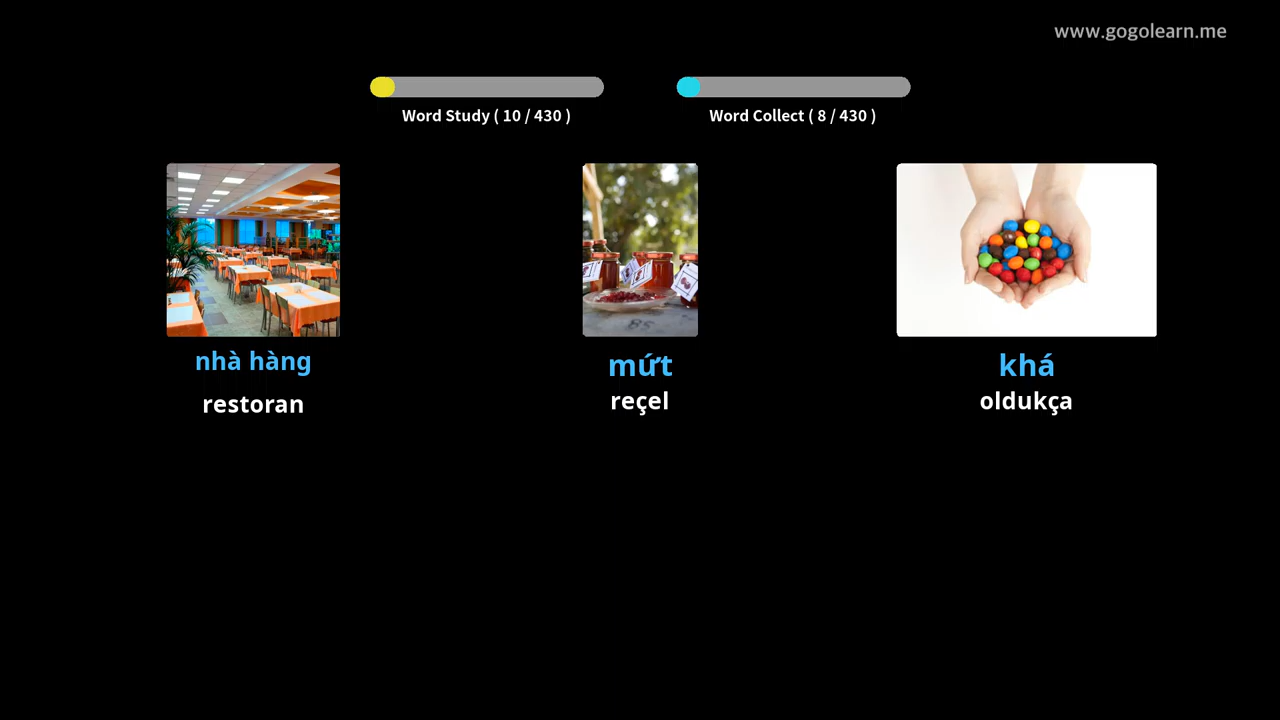 www.gogolearn.me
Word Study ( 10 / 430 )
Word Collect ( 8 / 430 )
nhà hàng
restoran
mứt
reçel
khá
oldukça